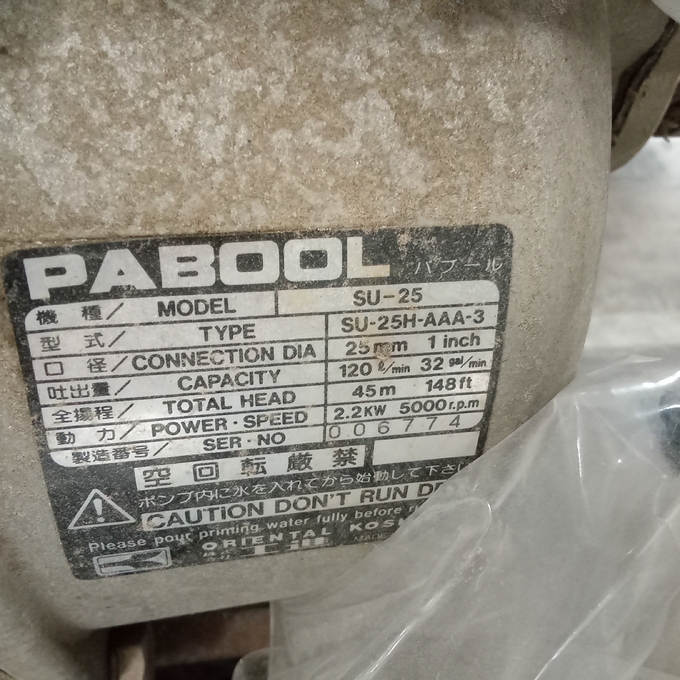 PABOOL パブール
機種/ MODEL SU-25
型式/ TYPE SU-25H-AAA-3
口径/ CONNECTION DIA 25mm 1 inch
吐出量/ CAPACITY 120 ℓ/min 32 gal/min
全揚程/ TOTAL HEAD 45m 148ft
動力/ POWER・SPEED 2.2KW 5000r.p.m
製造番号/ SER・NO 006774
空回転厳禁
ポンプ内に水を入れてから始動して下さい
CAUTION DON'T RUN
Please pour priming water fully before
ORIENTAL